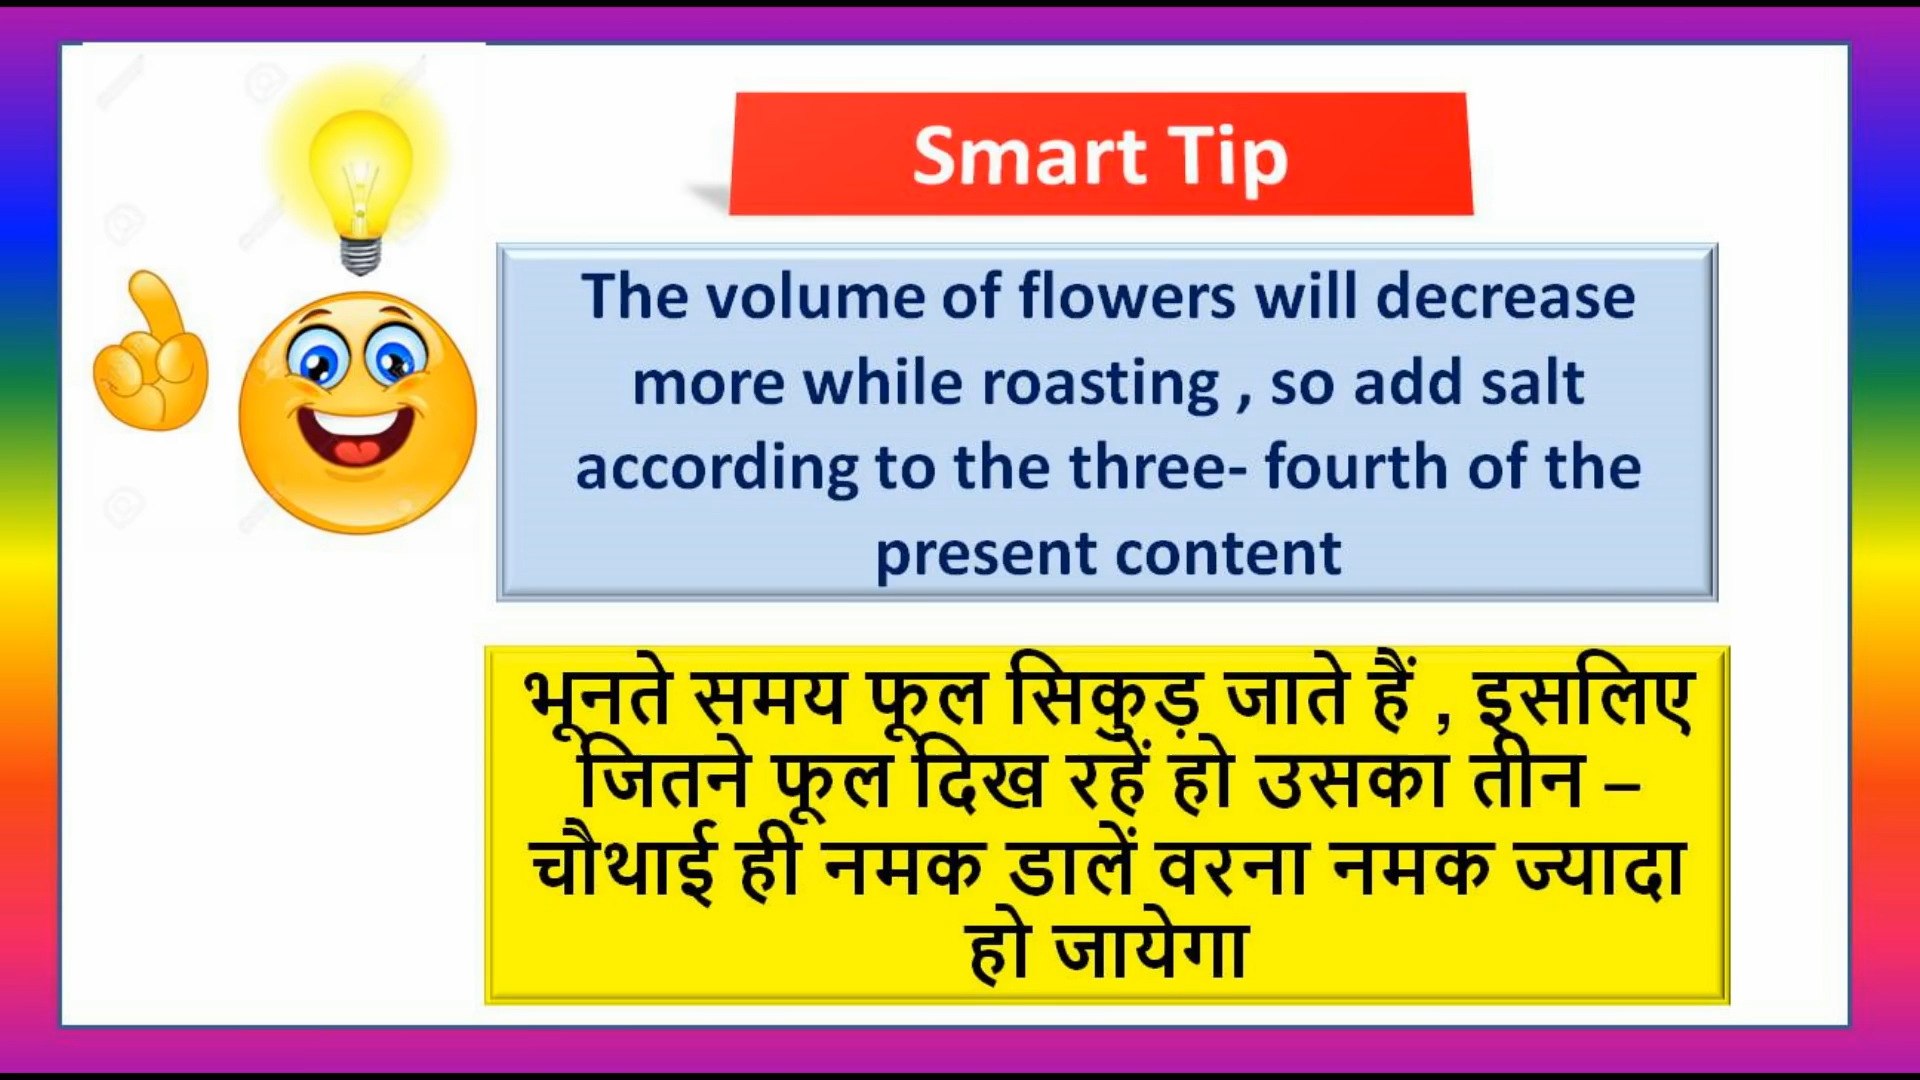 Smart Tip
The volume of flowers will decrease
more while roasting , so add salt
according to the three- fourth of the
present content
भूनते समय फूल सिकुड़ जाते हैं , इसलिए
जितने फूल दिख रहें हो उसका तीन –
चौथाई ही नमक डालें वरना नमक ज्यादा
हो जायेगा